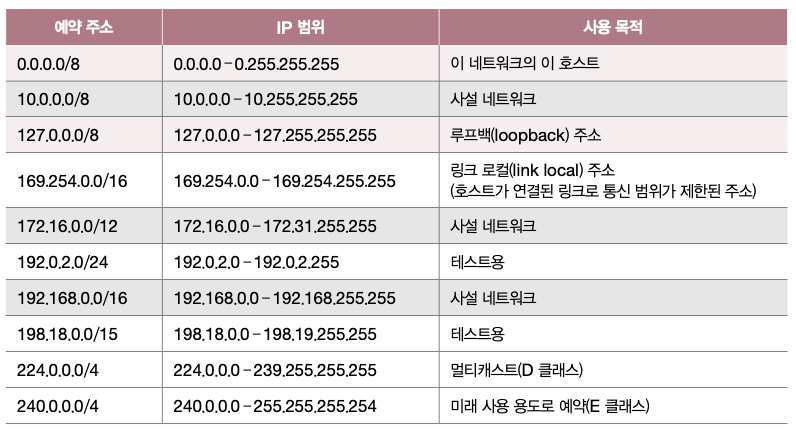 예약 주소 IP 범위 사용 목적
0.0.0.0/8 0.0.0.0-0.255.255.255 이 네트워크의 이 호스트
10.0.0.0/8 10.0.0.0-10.255.255.255 사설 네트워크
127.0.0.0/8 127.0.0.0-127.255.255.255 루프백(loopback) 주소
169.254.0.0/16 169.254.0.0-169.254.255.255 링크 로컬(link local) 주소
(호스트가 연결된 링크로 통신 범위가 제한된 주소)
172.16.0.0/12 172.16.0.0-172.31.255.255 사설 네트워크
192.0.2.0/24 192.0.2.0-192.0.2.255 테스트용
192.168.0.0/16 192.168.0.0-192.168.255.255 사설 네트워크
198.18.0.0/15 198.18.0.0-198.19.255.255 테스트용
224.0.0.0/4 224.0.0.0-239.255.255.255 멀티캐스트(D 클래스)
240.0.0.0/4 240.0.0.0-255.255.255.254 미래 사용 용도로 예약(E 클래스)